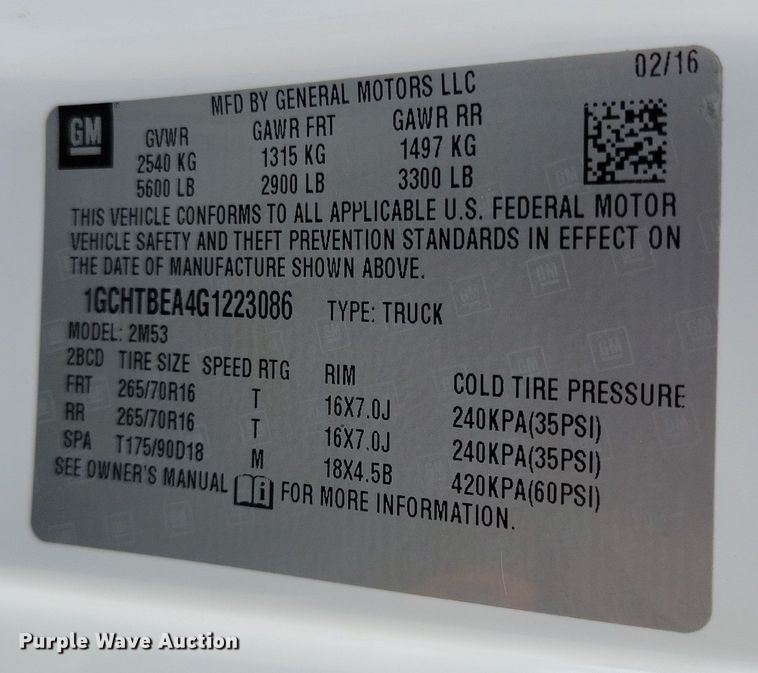 02/16
MFD BY GENERAL MOTORS LLC
GM
GVWR GAWR FRT GAWR RR
2540 KG 1315 KG 1497 KG
5600 LB 2900 LB 3300 LB
THIS VEHICLE CONFORMS TO ALL APPLICABLE U.S. FEDERAL MOTOR
VEHICLE SAFETY AND THEFT PREVENTION STANDARDS IN EFFECT ON
THE DATE OF MANUFACTURE SHOWN ABOVE.
1GCHTBEA4G1223086 TYPE: TRUCK
MODEL: 2M53
2BCD TIRE SIZE SPEED RTG RIM COLD TIRE PRESSURE
FRT 265/70R16 T 16X7.0J 240KPA(35PSI)
RR 265/70R16 T 16X7.0J 240KPA(35PSI)
SPA T175/90D18 M 18X4.5B 420KPA(60PSI)
SEE OWNER'S MANUAL FOR MORE INFORMATION.
Purple Wave Auction